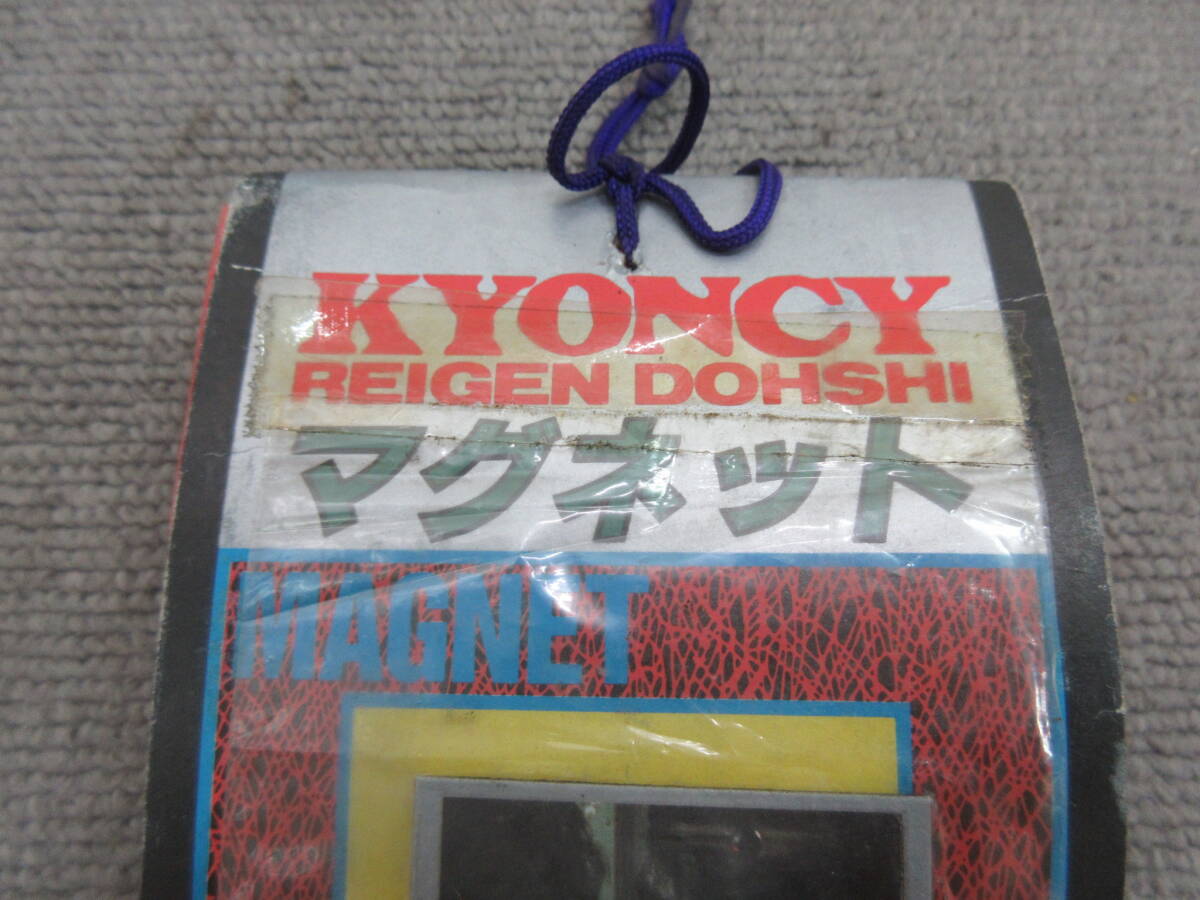 KYONCY
REIGEN DOHSHI
マグネット
MAGNET